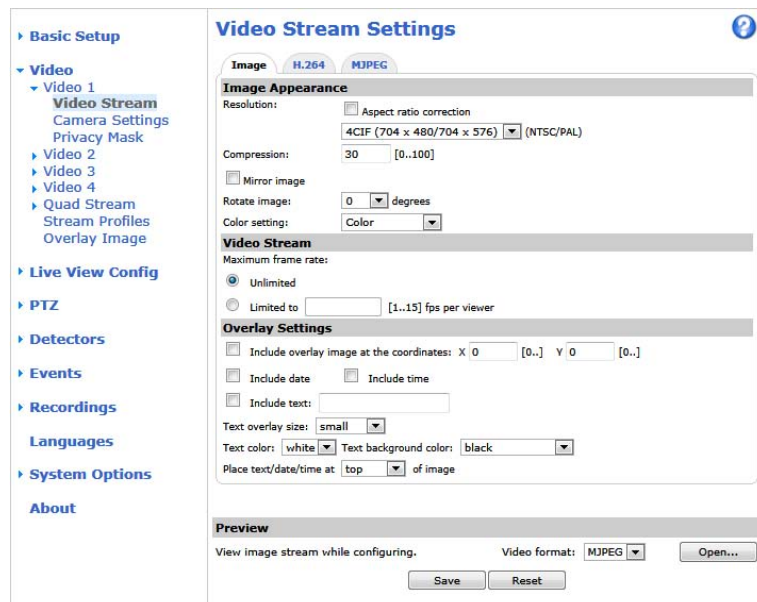 Basic Setup
Video
Video 1
Video Stream
Camera Settings
Privacy Mask
Video 2
Video 3
Video 4
Quad Stream
Stream Profiles
Overlay Image
Live View Config
PTZ
Detectors
Events
Recordings
Languages
System Options
About
Video Stream Settings
?
Image H.264 MJPEG
Image Appearance
Resolution: Aspect ratio correction
4CIF (704 x 480/704 x 576) (NTSC/PAL)
Compression: 30 [0..100]
Mirror image
Rotate image: 0 degrees
Color setting: Color
Video Stream
Maximum frame rate:
Unlimited
Limited to [1..15] fps per viewer
Overlay Settings
Include overlay image at the coordinates: X 0 [0..] Y 0 [0..]
Include date Include time
Include text:
Text overlay size: small
Text color: white Text background color: black
Place text/date/time at top of image
Preview
View image stream while configuring. Video format: MJPEG Open...
Save Reset